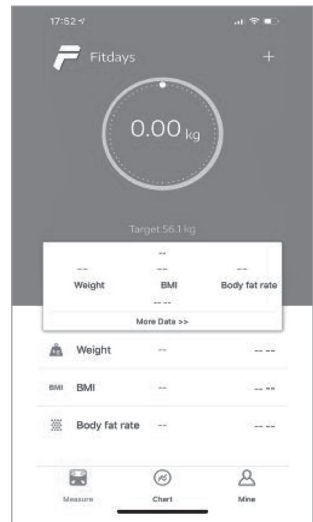 17:52
Fitdays
+
0.00 kg
Target:56.1 kg
--
-- -- --
Weight BMI Body fat rate
-- --
More Data >>
Weight -- -- --
BMI BMI -- -- --
Body fat rate -- -- --
Measure Chart Mine